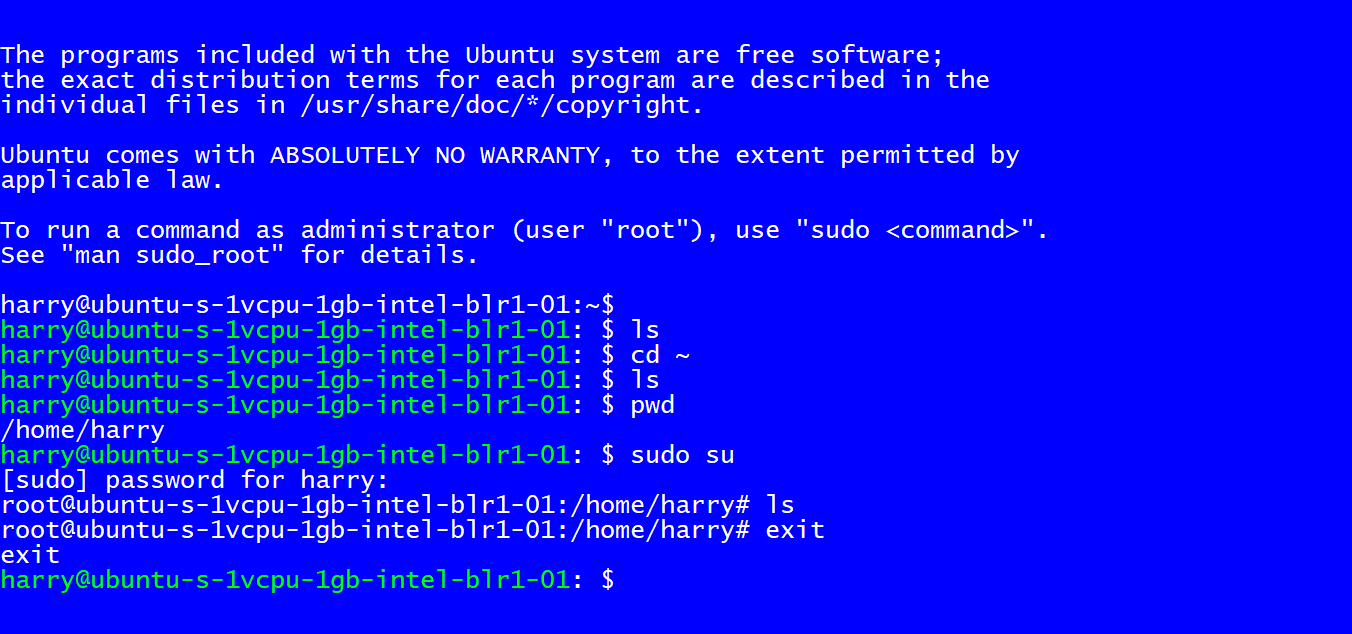 The programs included with the Ubuntu system are free software;
the exact distribution terms for each program are described in the
individual files in /usr/share/doc/*/copyright.
Ubuntu comes with ABSOLUTELY NO WARRANTY, to the extent permitted by
applicable law.
To run a command as administrator (user "root"), use "sudo <command>".
See "man sudo_root" for details.
harry@ubuntu-s-1vcpu-1gb-intel-blr1-01:~$
harry@ubuntu-s-1vcpu-1gb-intel-blr1-01: $ ls
harry@ubuntu-s-1vcpu-1gb-intel-blr1-01: $ cd ~
harry@ubuntu-s-1vcpu-1gb-intel-blr1-01: $ ls
harry@ubuntu-s-1vcpu-1gb-intel-blr1-01: $ pwd
/home/harry
harry@ubuntu-s-1vcpu-1gb-intel-blr1-01: $ sudo su
[sudo] password for harry:
root@ubuntu-s-1vcpu-1gb-intel-blr1-01:/home/harry# ls
root@ubuntu-s-1vcpu-1gb-intel-blr1-01:/home/harry# exit
exit
harry@ubuntu-s-1vcpu-1gb-intel-blr1-01: $